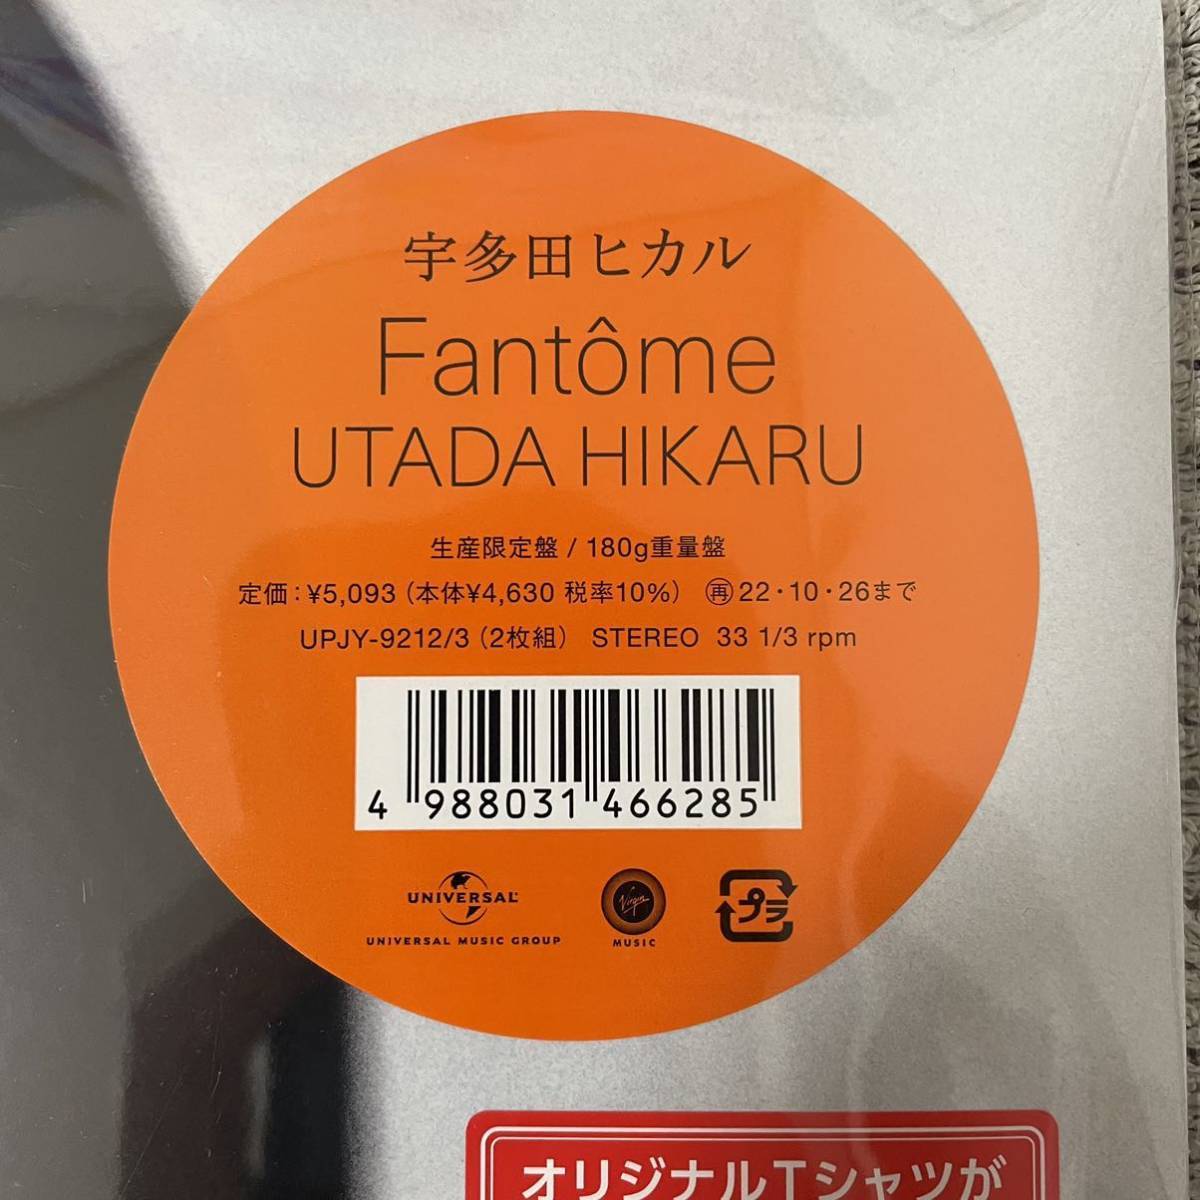 宇多田ヒカル
Fantôme
UTADA HIKARU
生産限定盤 / 180g重量盤
定価：¥5,093（本体¥4,630 税率10%） ㊢22・10・26まで
UPJY-9212/3（2枚組） STEREO 33 1/3 rpm
4 988031 466285
UNIVERSAL
UNIVERSAL MUSIC GROUP
Virgin
MUSIC
プラ
オリジナルTシャツが